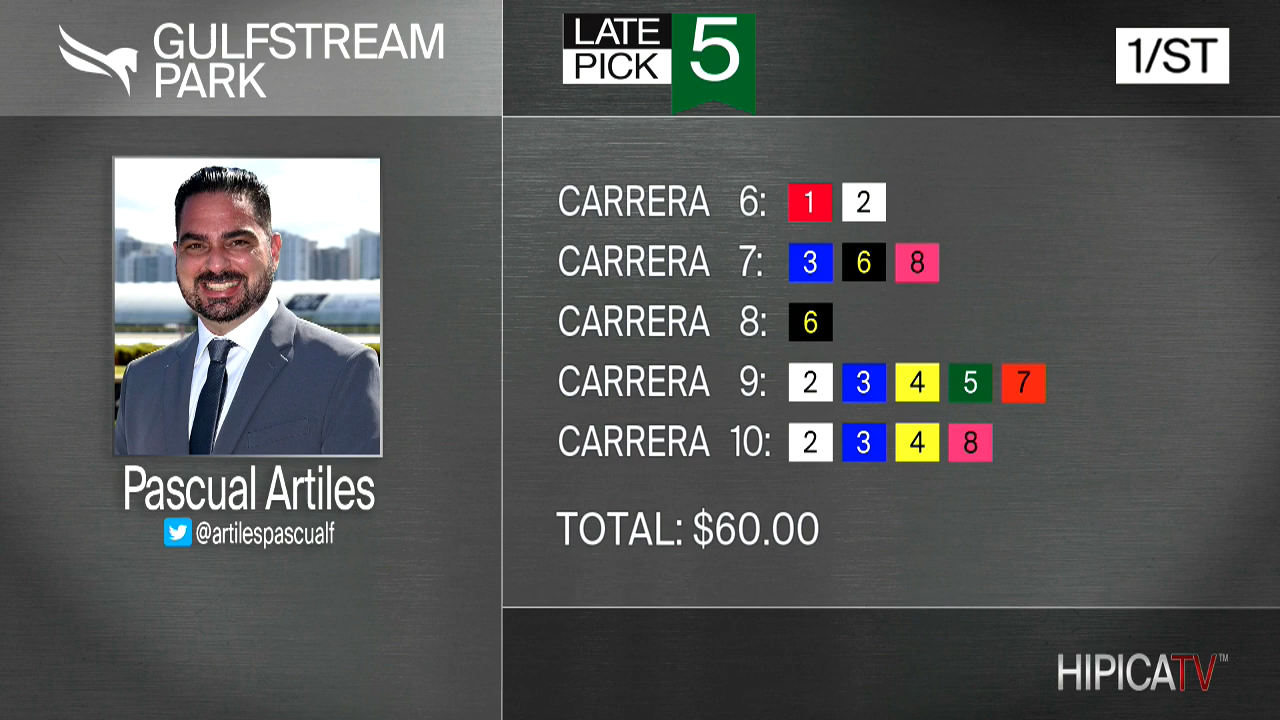 GULFSTREAM
PARK
LATE
PICK
5
1/ST
CARRERA 6: 1 2
CARRERA 7: 3 6 8
CARRERA 8: 6
CARRERA 9: 2 3 4 5 7
CARRERA 10: 2 3 4 8
TOTAL: $60.00
Pascual Artiles
@artilespascualf
HIPICATV™